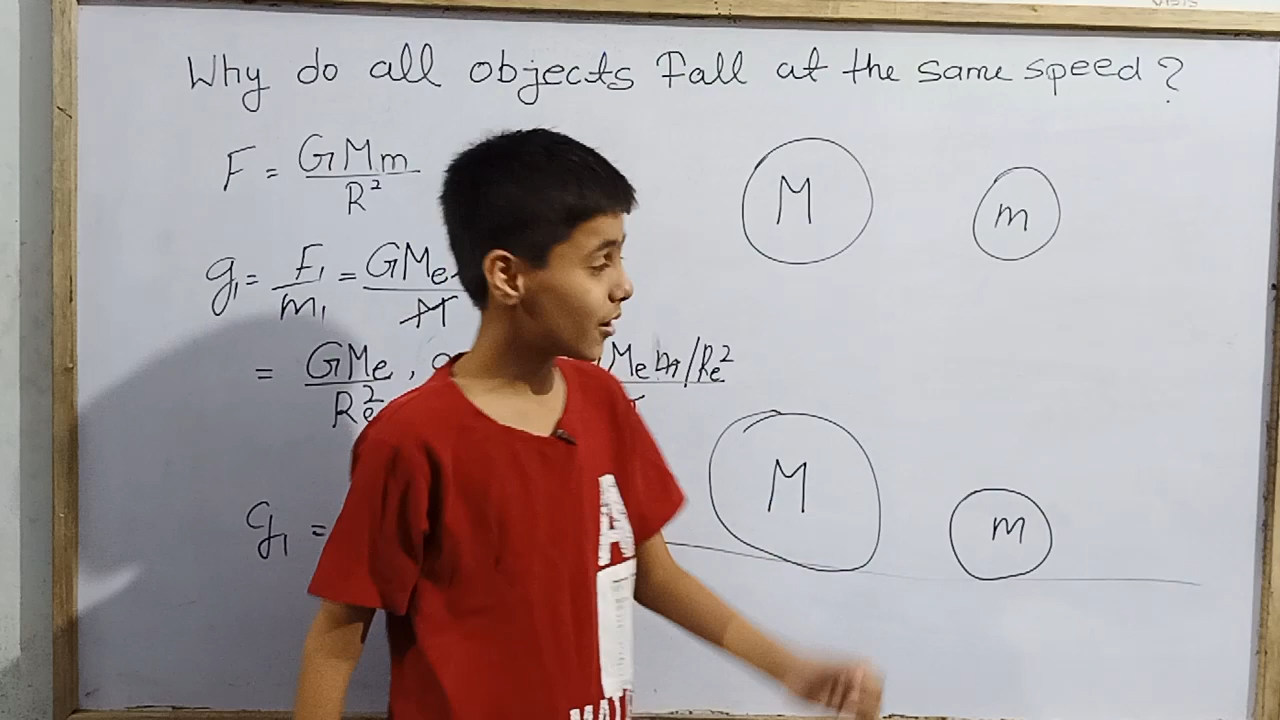 Why do all objects Fall at the same speed ?
F = GMm / R²
M
m
g₁ = F₁ / m₁ = GMe / M
= GMe / Re² , Mem/Re²
M
m
g₁ =
A